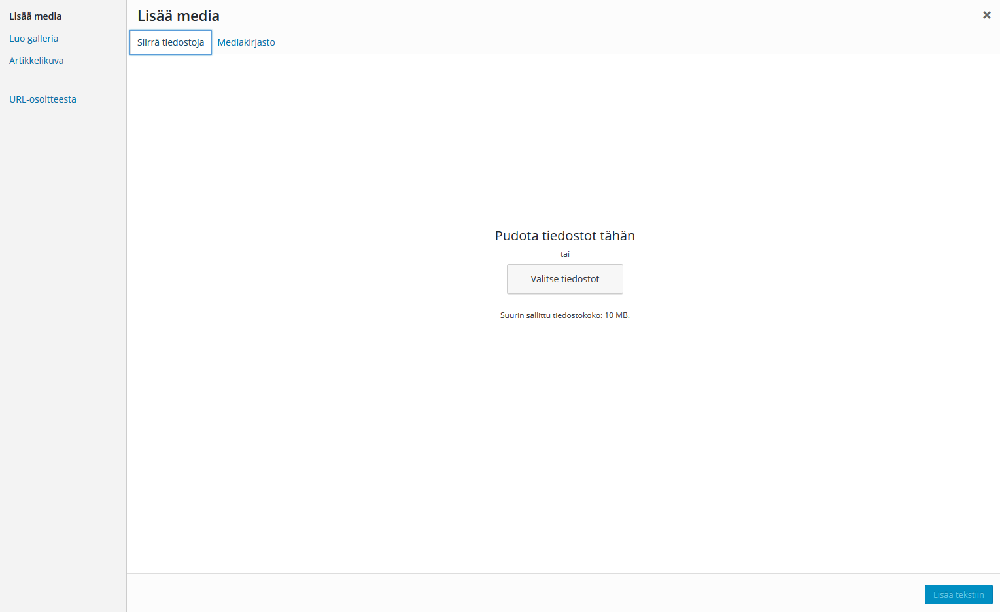 Lisää media
Luo galleria
Artikkelikuva
URL-osoitteesta
Lisää media
Siirrä tiedostoja
Mediakirjasto
Pudota tiedostot tähän
tai
Valitse tiedostot
Suurin sallittu tiedostokoko: 10 MB.
Lisää tekstiin